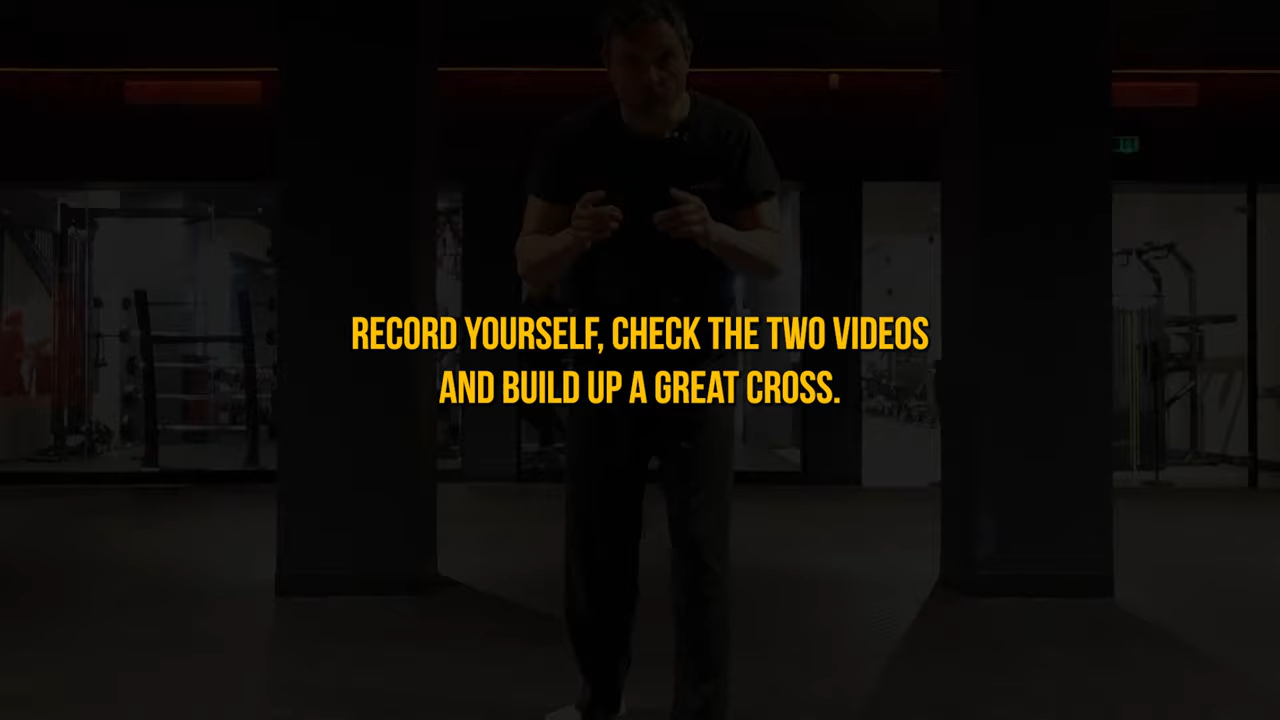 RECORD YOURSELF, CHECK THE TWO VIDEOS
AND BUILD UP A GREAT CROSS.